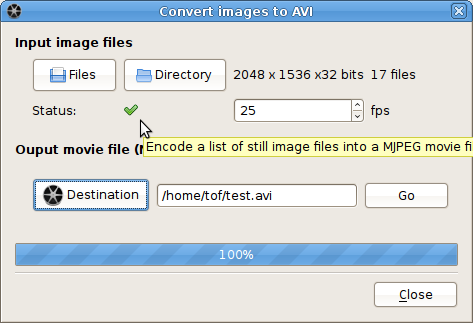 Convert images to AVI
Input image files
Files Directory 2048 x 1536 x32 bits 17 files
Status: 25 fps
Encode a list of still image files into a MJPEG movie
Ouput movie file
Destination /home/tof/test.avi Go
100%
Close